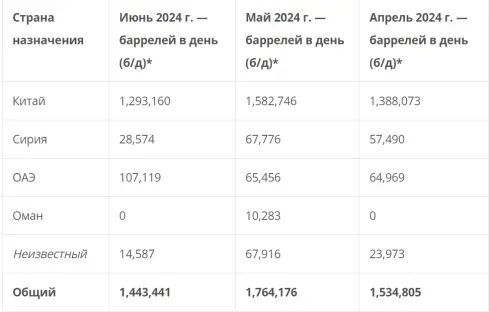 Страна назначения | Июнь 2024 г. — баррелей в день (б/д)* | Май 2024 г. — баррелей в день (б/д)* | Апрель 2024 г. — баррелей в день (б/д)*
Китай | 1,293,160 | 1,582,746 | 1,388,073
Сирия | 28,574 | 67,776 | 57,490
ОАЭ | 107,119 | 65,456 | 64,969
Оман | 0 | 10,283 | 0
Неизвестный | 14,587 | 67,916 | 23,973
Общий | 1,443,441 | 1,764,176 | 1,534,805